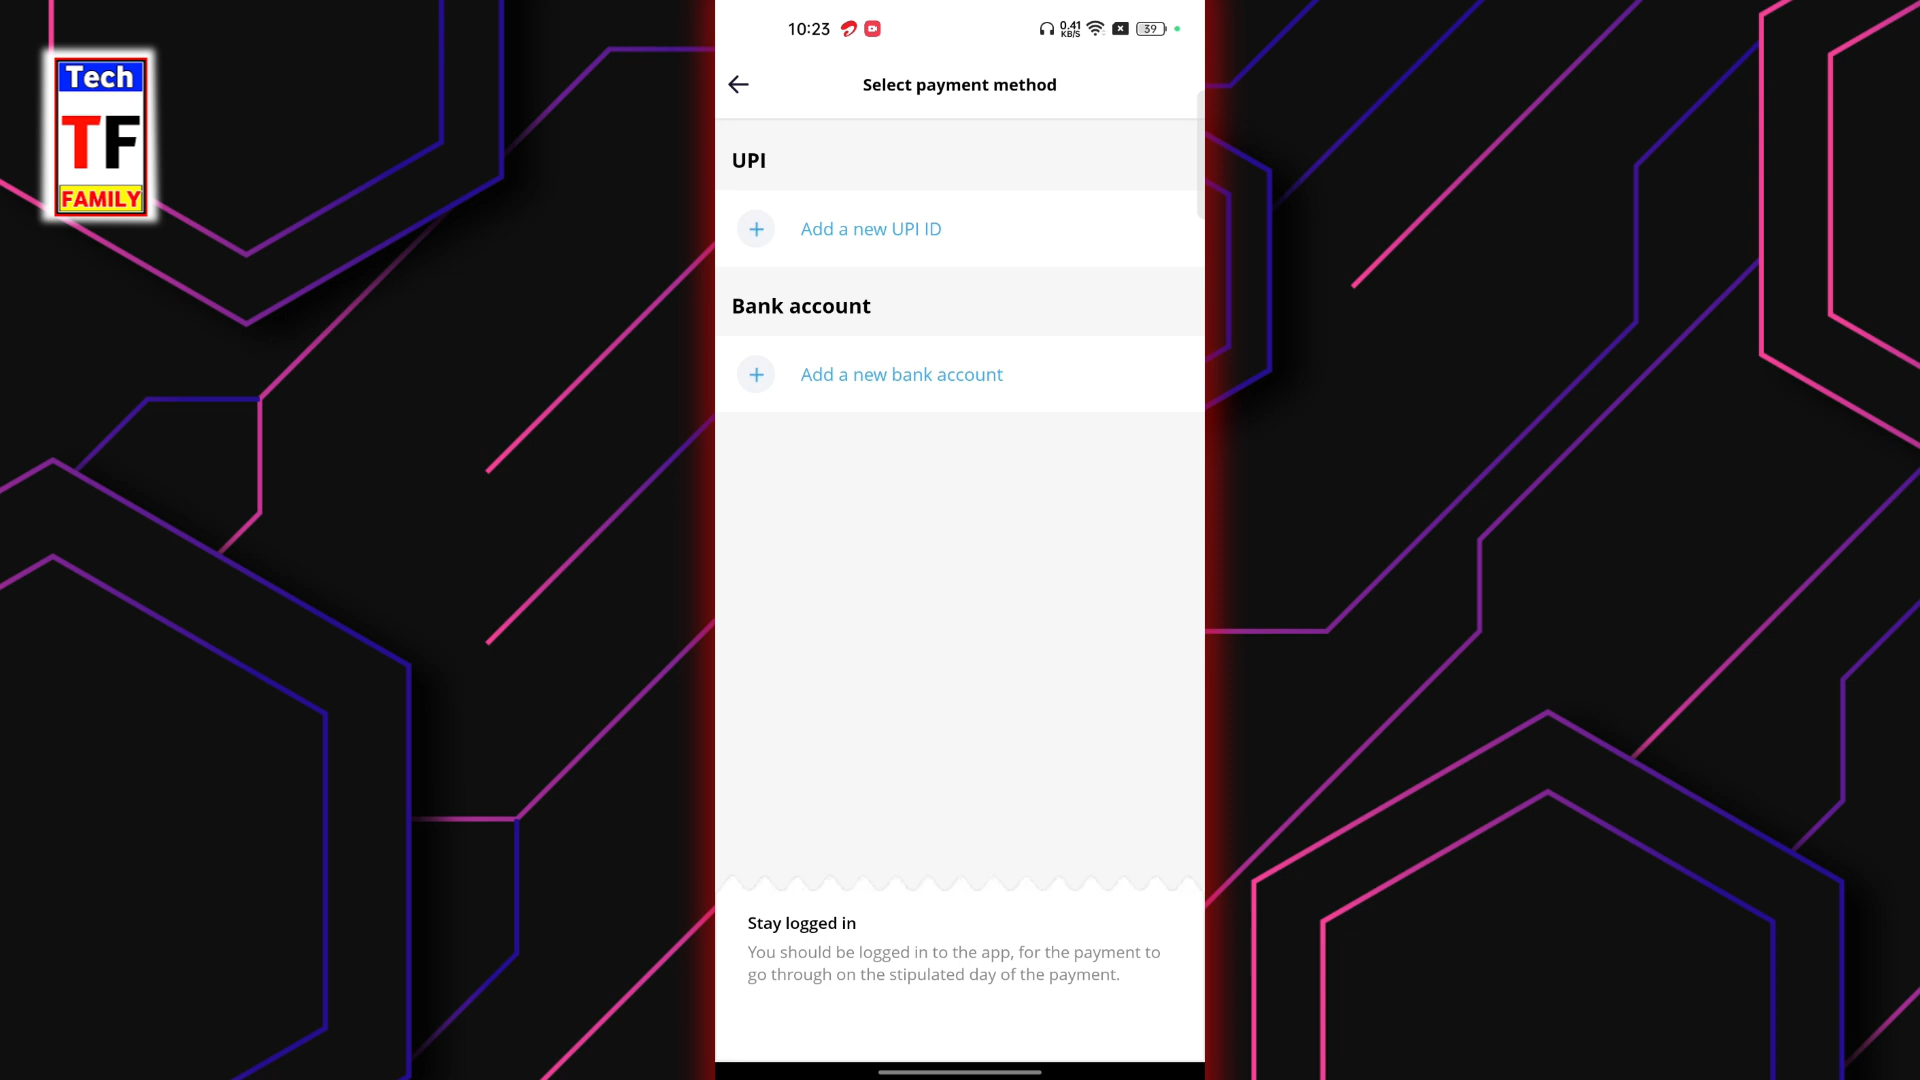 Tech
TF
FAMILY
10:23
0.41
KB/S
39
Select payment method
UPI
Add a new UPI ID
Bank account
Add a new bank account
Stay logged in
You should be logged in to the app, for the payment to
go through on the stipulated day of the payment.